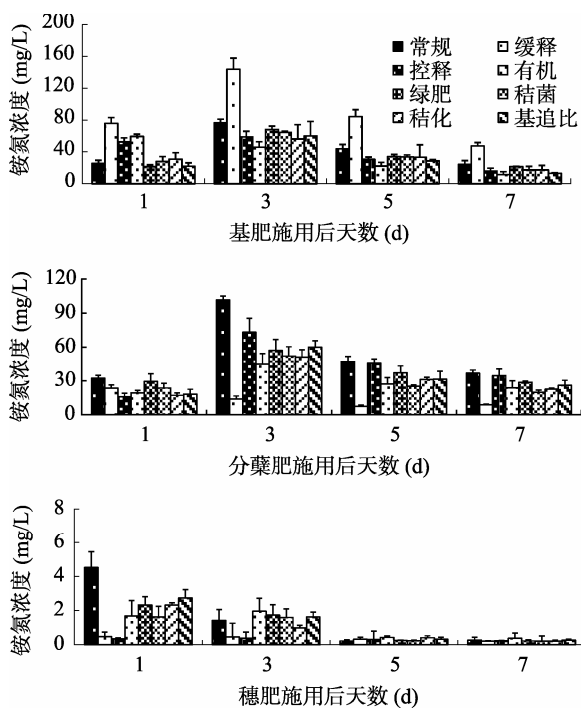 铵氮浓度 (mg/L)
200
160
120
80
40
0
常规
缓释
控释
有机
绿肥
秸菌
秸化
基追比
1 3 5 7
基肥施用后天数 (d)
铵氮浓度 (mg/L)
120
90
60
30
0
1 3 5 7
分蘖肥施用后天数 (d)
铵氮浓度 (mg/L)
8
6
4
2
0
1 3 5 7
穗肥施用后天数 (d)